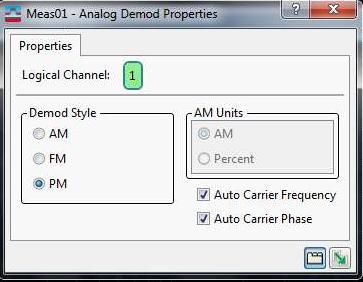 Meas01 - Analog Demod Properties
Properties
Logical Channel: 1
Demod Style
AM
FM
PM
AM Units
AM
Percent
Auto Carrier Frequency
Auto Carrier Phase